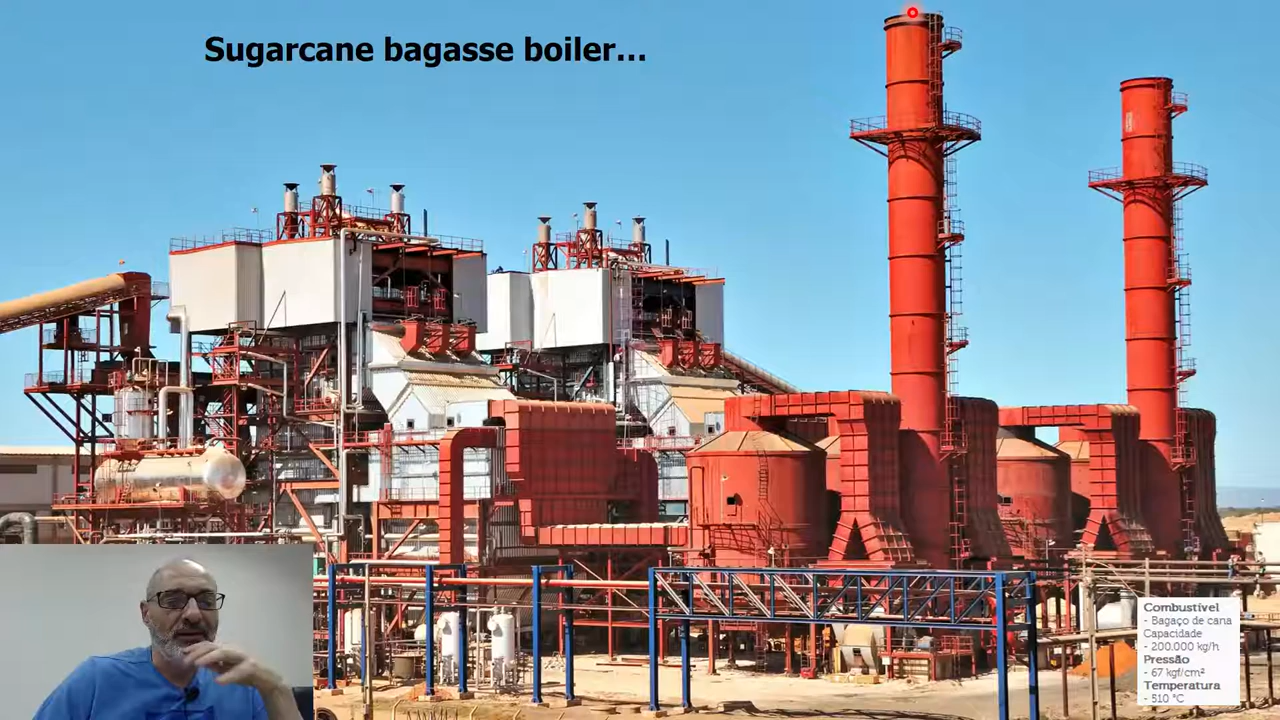 Sugarcane bagasse boiler...
Combustível
- Bagaço de cana
Capacidade
- 200.000 kg/h
Pressão
- 67 kgf/cm²
Temperatura
- 510 °C